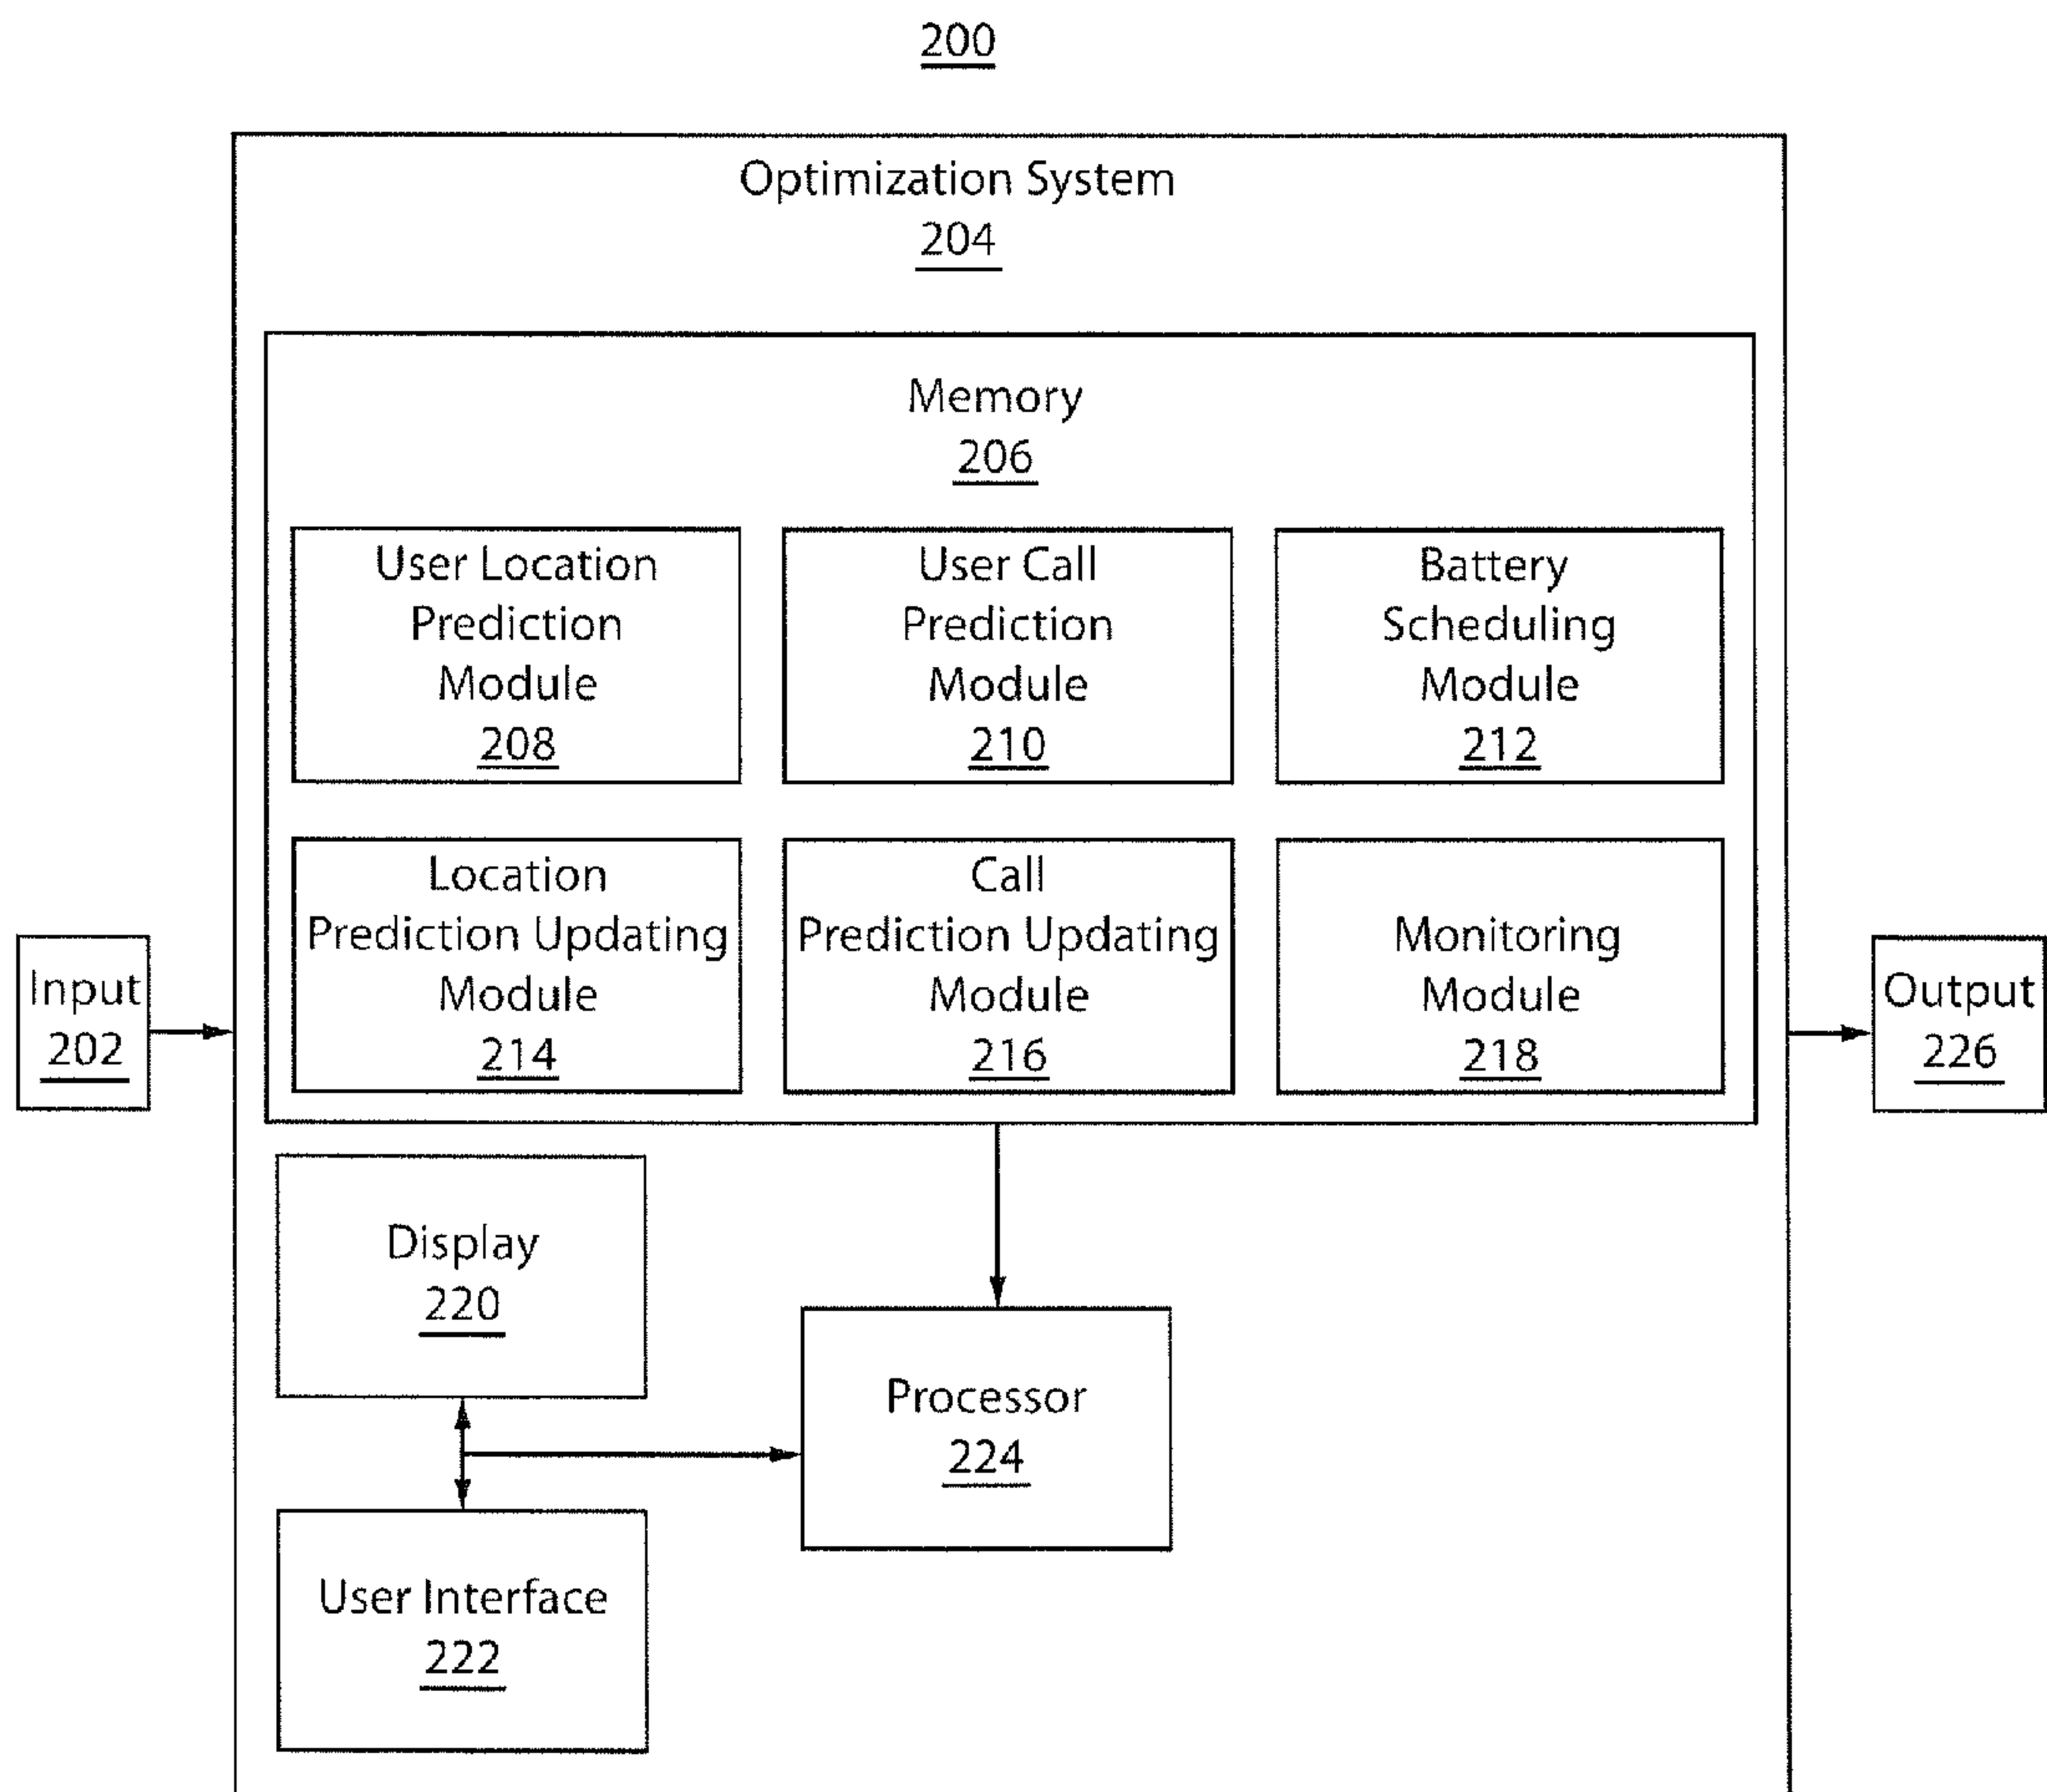 200
Optimization System
204
Memory
206
User Location
Prediction
Module
208
User Call
Prediction
Module
210
Battery
Scheduling
Module
212
Location
Prediction Updating
Module
214
Call
Prediction Updating
Module
216
Monitoring
Module
218
Input
202
Output
226
Display
220
Processor
224
User Interface
222